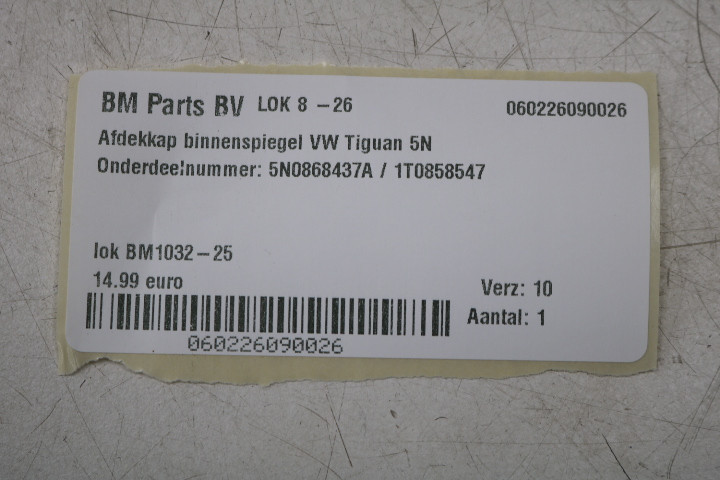 BM Parts BV LOK 8 -26 060226090026
Afdekkap binnenspiegel VW Tiguan 5N
Onderdeelnummer: 5N0868437A / 1T0858547
lok BM1032-25
14.99 euro Verz: 10
Aantal: 1
060226090026